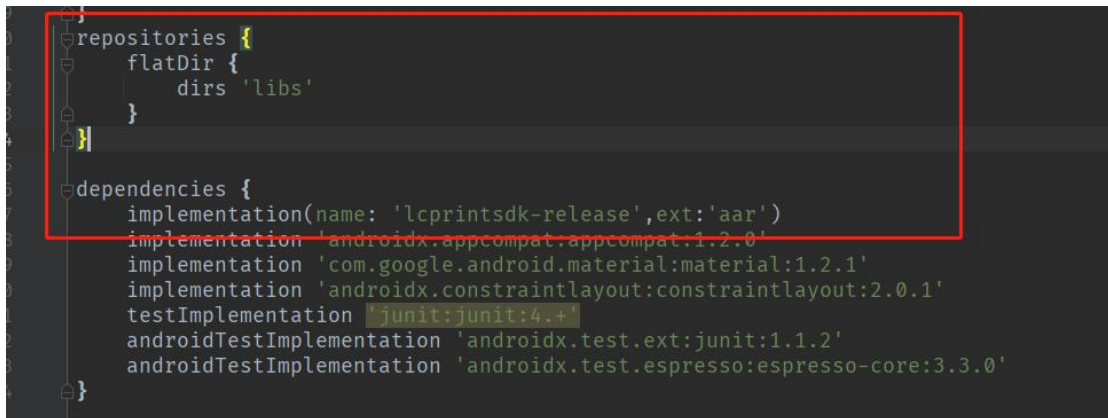 }
repositories {
flatDir {
dirs 'libs'
}
}
dependencies {
implementation(name: 'lcprintsdk-release',ext:'aar')
implementation 'androidx.appcompat:appcompat:1.2.0'
implementation 'com.google.android.material:material:1.2.1'
implementation 'androidx.constraintlayout:constraintlayout:2.0.1'
testImplementation 'junit:junit:4.+'
androidTestImplementation 'androidx.test.ext:junit:1.1.2'
androidTestImplementation 'androidx.test.espresso:espresso-core:3.3.0'
}